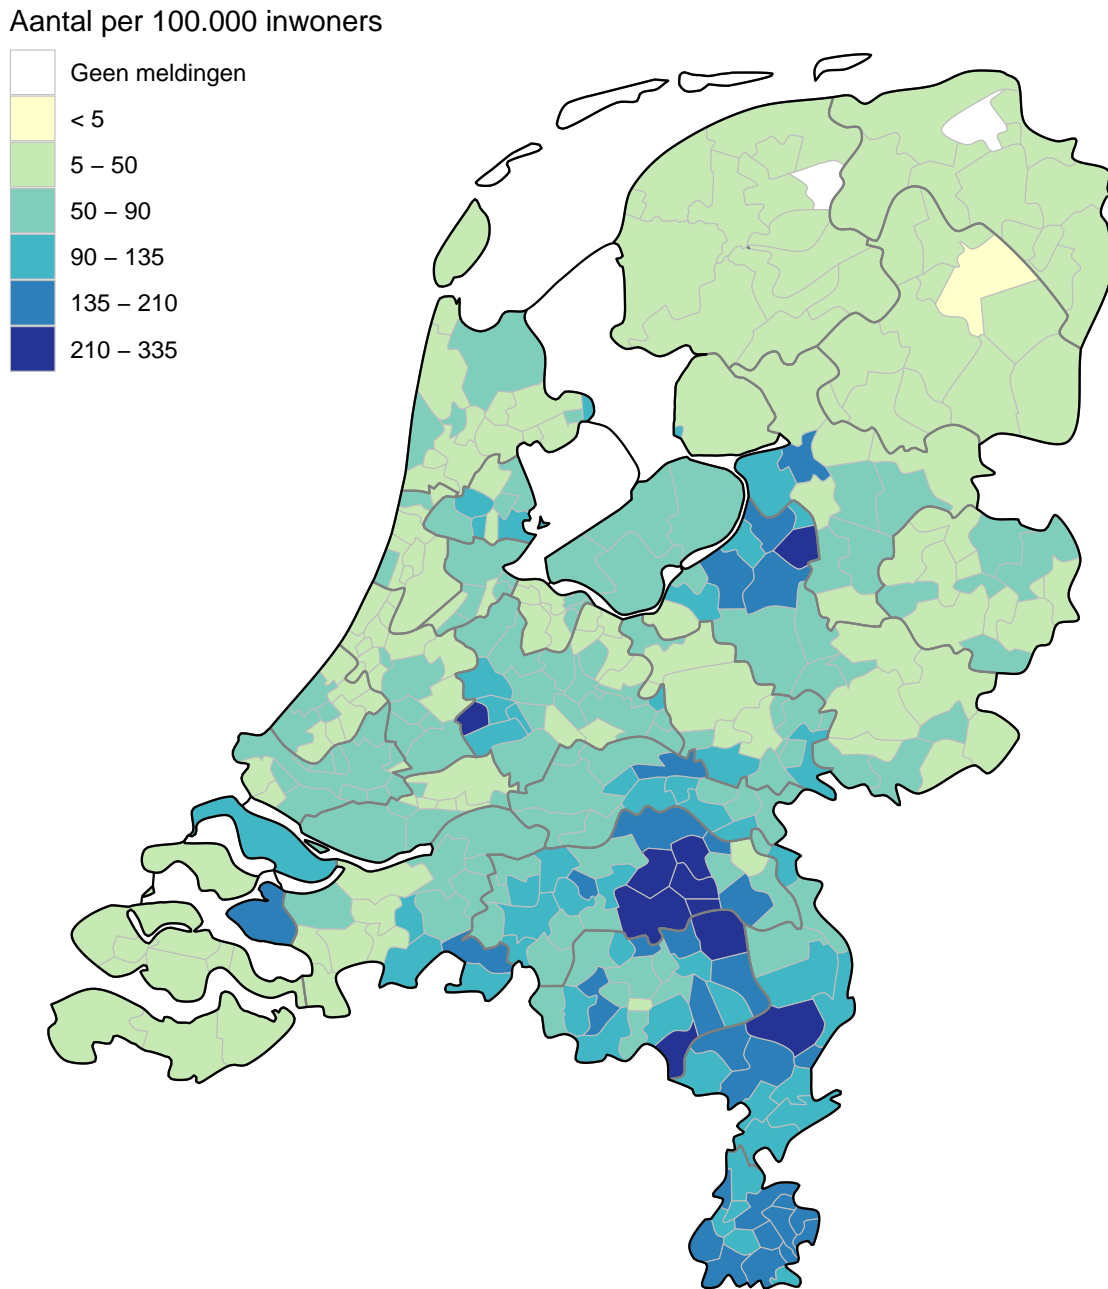 Aantal per 100.000 inwoners
Geen meldingen
< 5
5 – 50
50 – 90
90 – 135
135 – 210
210 – 335